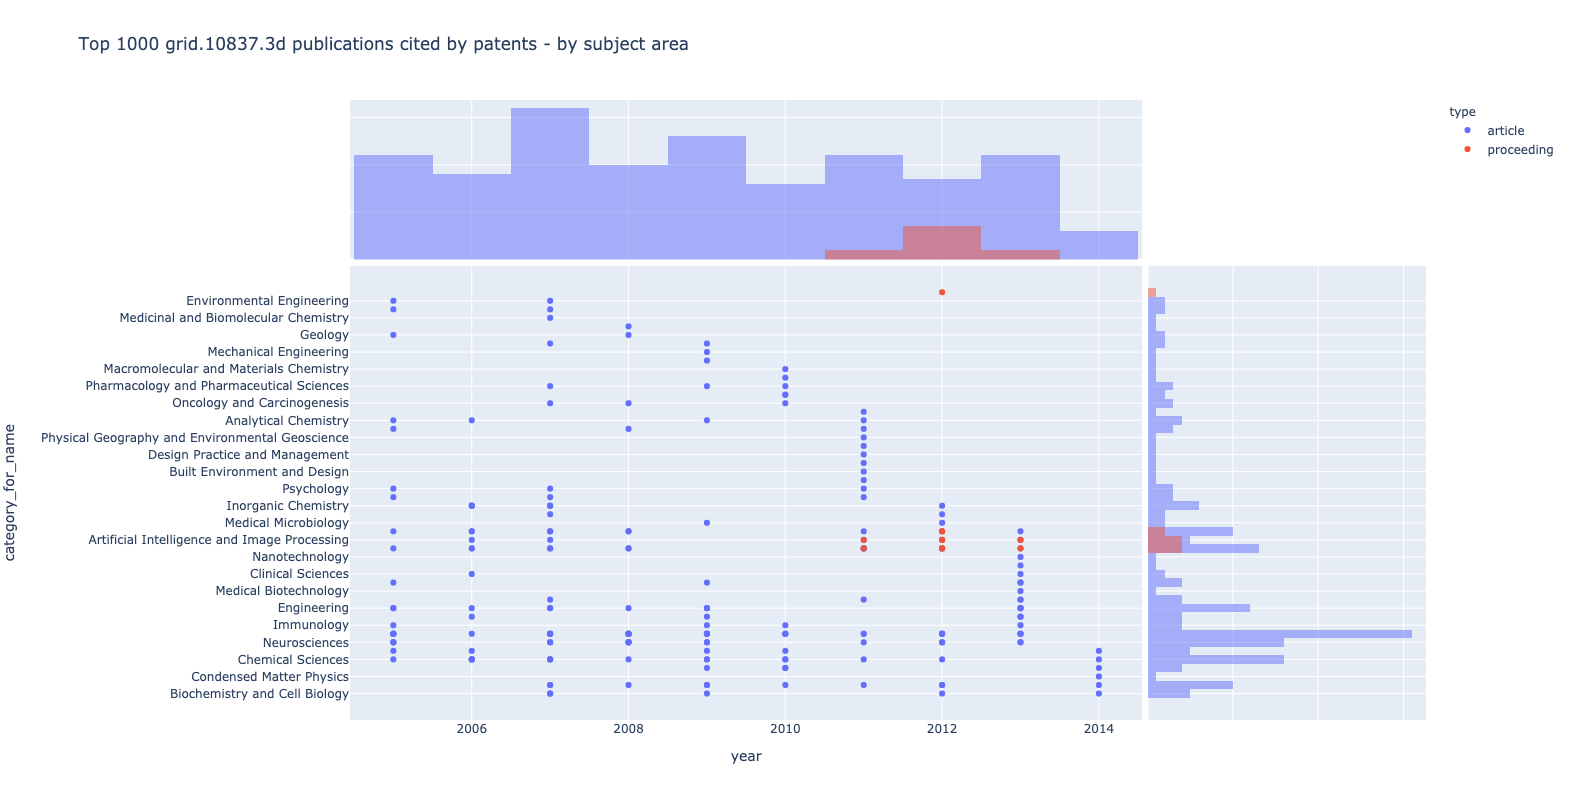 Top 1000 grid.10837.3d publications cited by patents - by subject area
type
article
proceeding
category_for_name
Environmental Engineering
Medicinal and Biomolecular Chemistry
Geology
Mechanical Engineering
Macromolecular and Materials Chemistry
Pharmacology and Pharmaceutical Sciences
Oncology and Carcinogenesis
Analytical Chemistry
Physical Geography and Environmental Geoscience
Design Practice and Management
Built Environment and Design
Psychology
Inorganic Chemistry
Medical Microbiology
Artificial Intelligence and Image Processing
Nanotechnology
Clinical Sciences
Medical Biotechnology
Engineering
Immunology
Neurosciences
Chemical Sciences
Condensed Matter Physics
Biochemistry and Cell Biology
2006 2008 2010 2012 2014
year